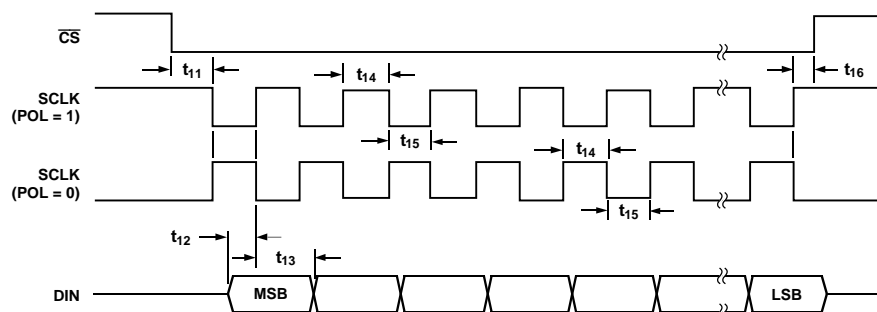 CS
t11
t14
t16
SCLK
(POL = 1)
t15
t14
SCLK
(POL = 0)
t15
t12
t13
DIN
MSB
LSB